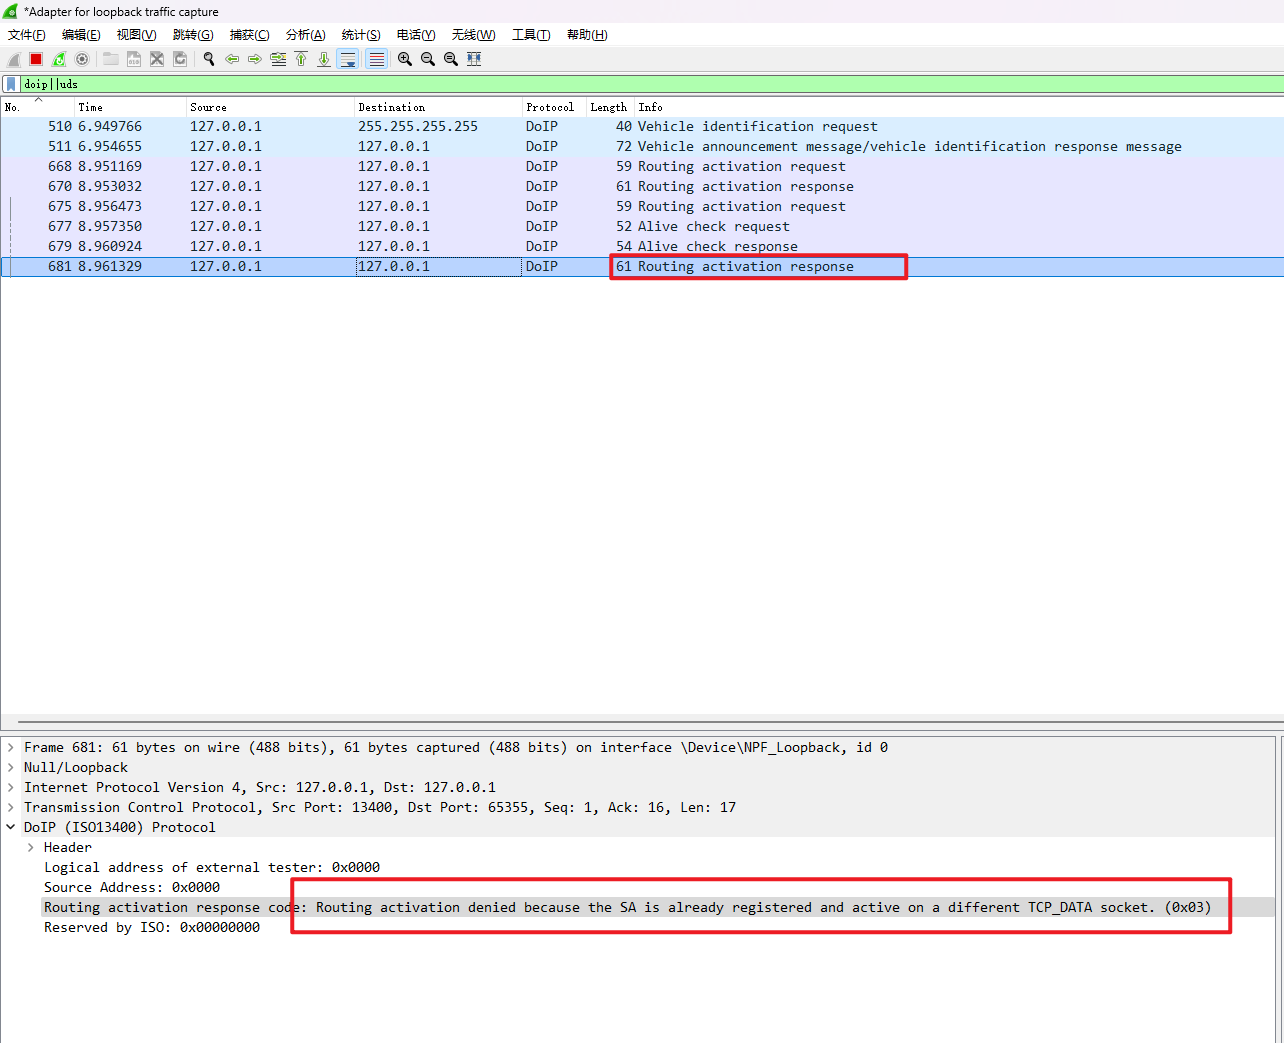 *Adapter for loopback traffic capture
文件(F) 编辑(E) 视图(V) 跳转(G) 捕获(C) 分析(A) 统计(S) 电话(Y) 无线(W) 工具(T) 帮助(H)
doip||uds
No. Time Source Destination Protocol Length Info
510 6.949766 127.0.0.1 255.255.255.255 DoIP 40 Vehicle identification request
511 6.954655 127.0.0.1 127.0.0.1 DoIP 72 Vehicle announcement message/vehicle identification response message
668 8.951169 127.0.0.1 127.0.0.1 DoIP 59 Routing activation request
670 8.953032 127.0.0.1 127.0.0.1 DoIP 61 Routing activation response
675 8.956473 127.0.0.1 127.0.0.1 DoIP 59 Routing activation request
677 8.957350 127.0.0.1 127.0.0.1 DoIP 52 Alive check request
679 8.960924 127.0.0.1 127.0.0.1 DoIP 54 Alive check response
681 8.961329 127.0.0.1 127.0.0.1 DoIP 61 Routing activation response
Frame 681: 61 bytes on wire (488 bits), 61 bytes captured (488 bits) on interface \Device\NPF_Loopback, id 0
Null/Loopback
Internet Protocol Version 4, Src: 127.0.0.1, Dst: 127.0.0.1
Transmission Control Protocol, Src Port: 13400, Dst Port: 65355, Seq: 1, Ack: 16, Len: 17
DoIP (ISO13400) Protocol
Header
Logical address of external tester: 0x0000
Source Address: 0x0000
Routing activation response code: Routing activation denied because the SA is already registered and active on a different TCP_DATA socket. (0x03)
Reserved by ISO: 0x00000000